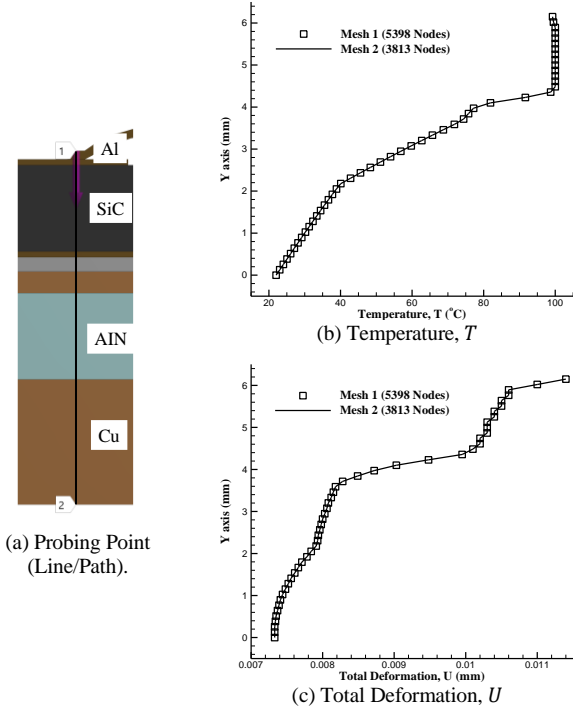 1
Al
SiC
AlN
Cu
2
(a) Probing Point
(Line/Path).
Mesh 1 (5398 Nodes)
Mesh 2 (3813 Nodes)
Y axis (mm)
6
5
4
3
2
1
0
20 40 60 80 100
Temperature, T (°C)
(b) Temperature, T
Mesh 1 (5398 Nodes)
Mesh 2 (3813 Nodes)
Y axis (mm)
6
5
4
3
2
1
0
0.007 0.008 0.009 0.01 0.011
Total Deformation, U (mm)
(c) Total Deformation, U